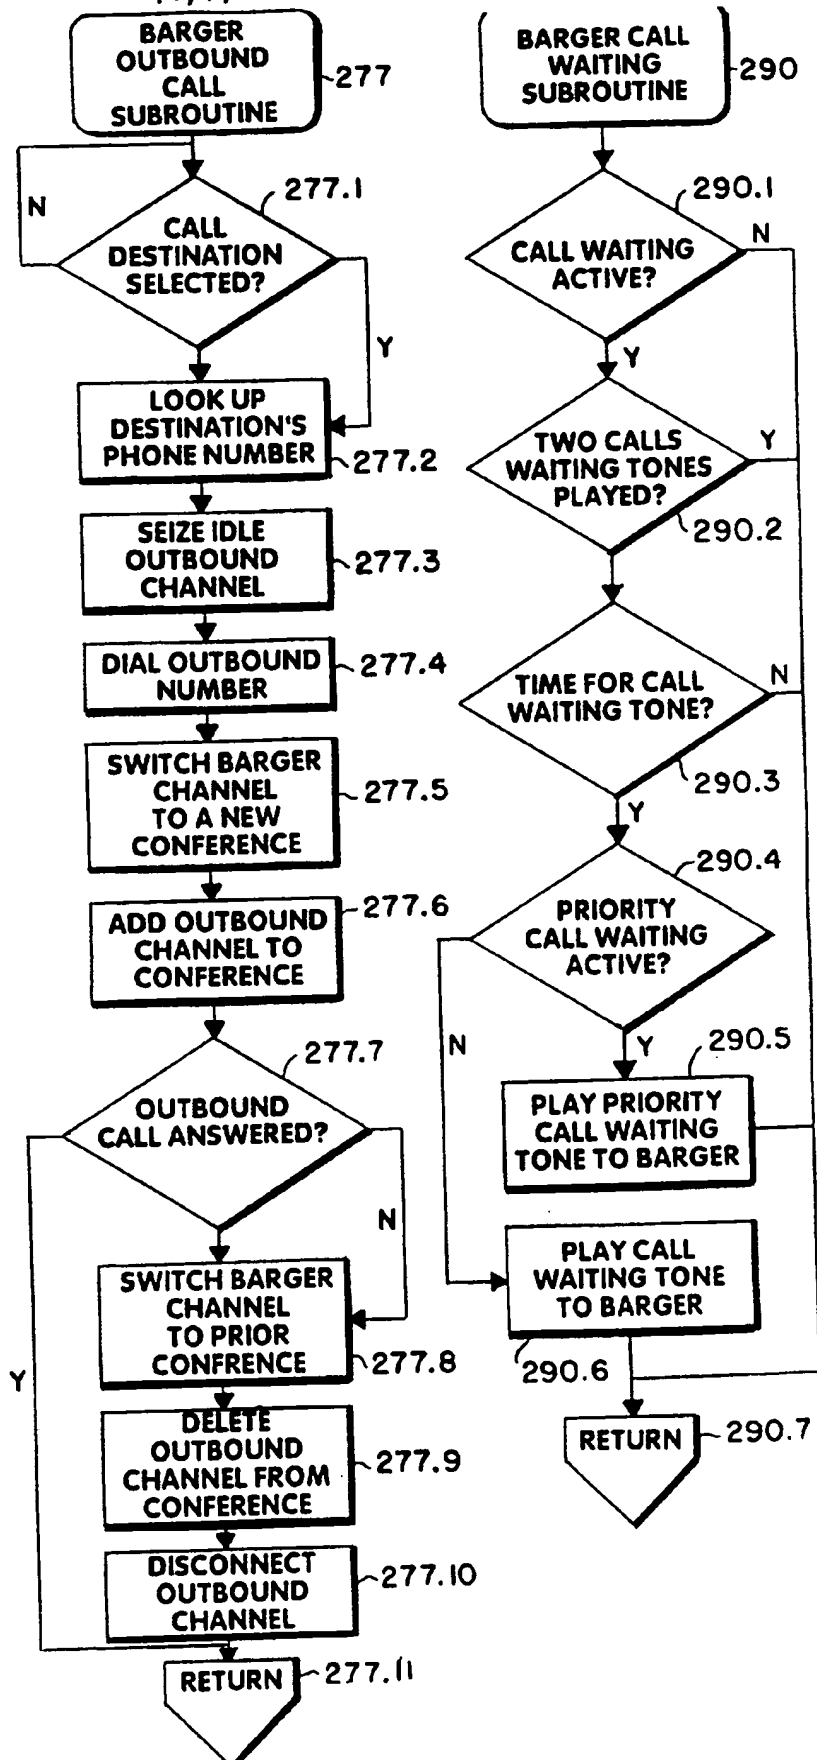 BARGER
OUTBOUND
CALL
SUBROUTINE
277
N
277.1
CALL
DESTINATION
SELECTED?
Y
LOOK UP
DESTINATION'S
PHONE NUMBER
277.2
SEIZE IDLE
OUTBOUND
CHANNEL
277.3
DIAL OUTBOUND
NUMBER
277.4
SWITCH BARGER
CHANNEL
TO A NEW
CONFERENCE
277.5
ADD OUTBOUND
CHANNEL TO
CONFERENCE
277.6
277.7
OUTBOUND
CALL ANSWERED?
N
Y
SWITCH BARGER
CHANNEL
TO PRIOR
CONFRENCE
277.8
DELETE
OUTBOUND
CHANNEL FROM
CONFERENCE
277.9
DISCONNECT
OUTBOUND
CHANNEL
277.10
RETURN
277.11
BARGER CALL
WAITING
SUBROUTINE
290
290.1
CALL WAITING
ACTIVE?
N
Y
TWO CALLS
WAITING TONES
PLAYED?
Y
290.2
TIME FOR CALL
WAITING TONE?
N
290.3
Y
290.4
PRIORITY
CALL WAITING
ACTIVE?
N
Y
290.5
PLAY PRIORITY
CALL WAITING
TONE TO BARGER
PLAY CALL
WAITING TONE
TO BARGER
290.6
RETURN
290.7